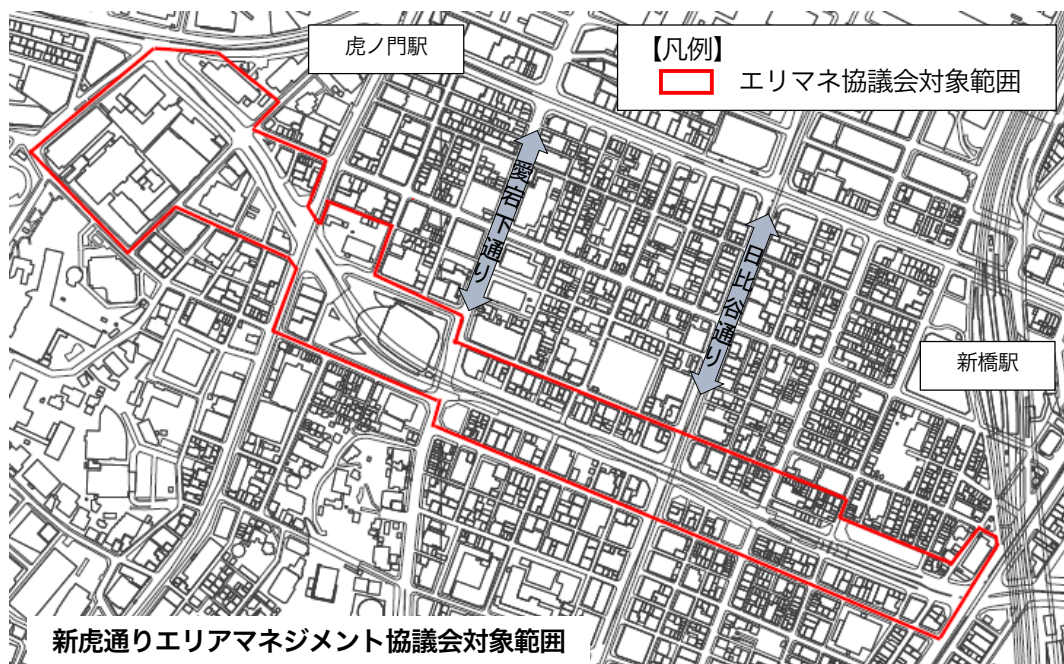 虎ノ門駅
【凡例】
エリマネ協議会対象範囲
愛宕下通り
日比谷通り
新橋駅
新虎通りエリアマネジメント協議会対象範囲